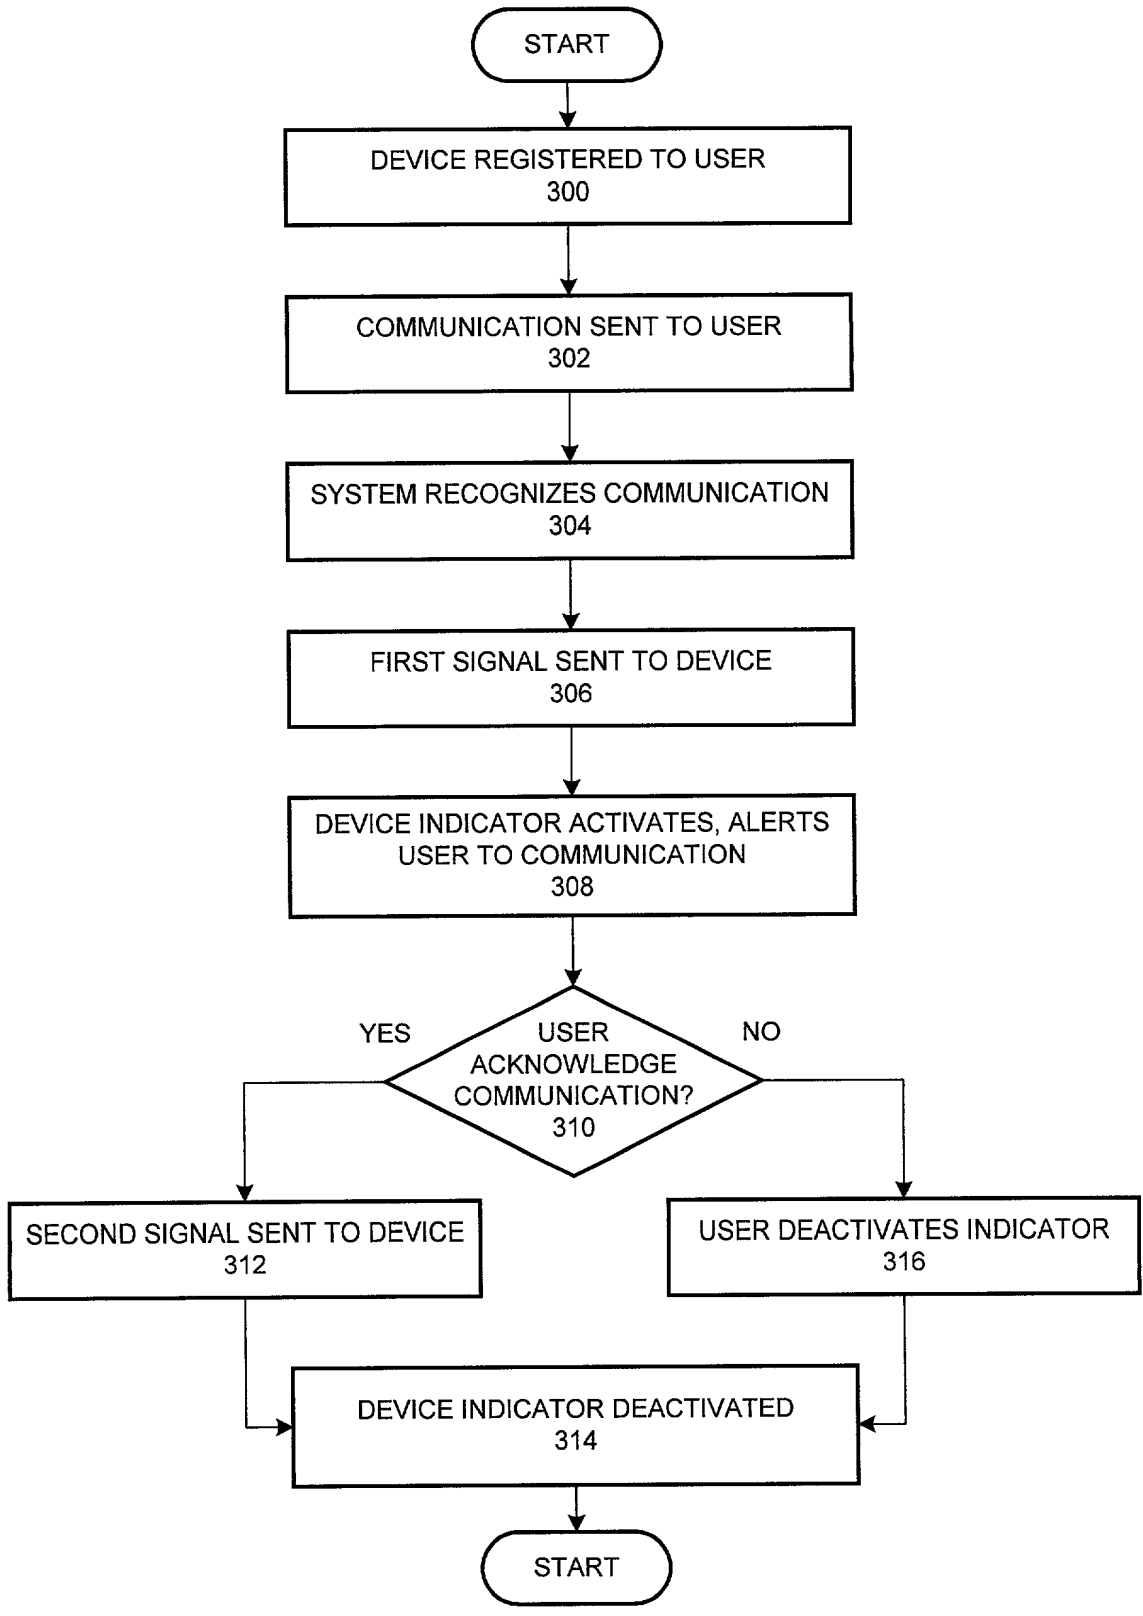 START
DEVICE REGISTERED TO USER
300
COMMUNICATION SENT TO USER
302
SYSTEM RECOGNIZES COMMUNICATION
304
FIRST SIGNAL SENT TO DEVICE
306
DEVICE INDICATOR ACTIVATES, ALERTS
USER TO COMMUNICATION
308
YES
NO
USER
ACKNOWLEDGE
COMMUNICATION?
310
SECOND SIGNAL SENT TO DEVICE
312
USER DEACTIVATES INDICATOR
316
DEVICE INDICATOR DEACTIVATED
314
START